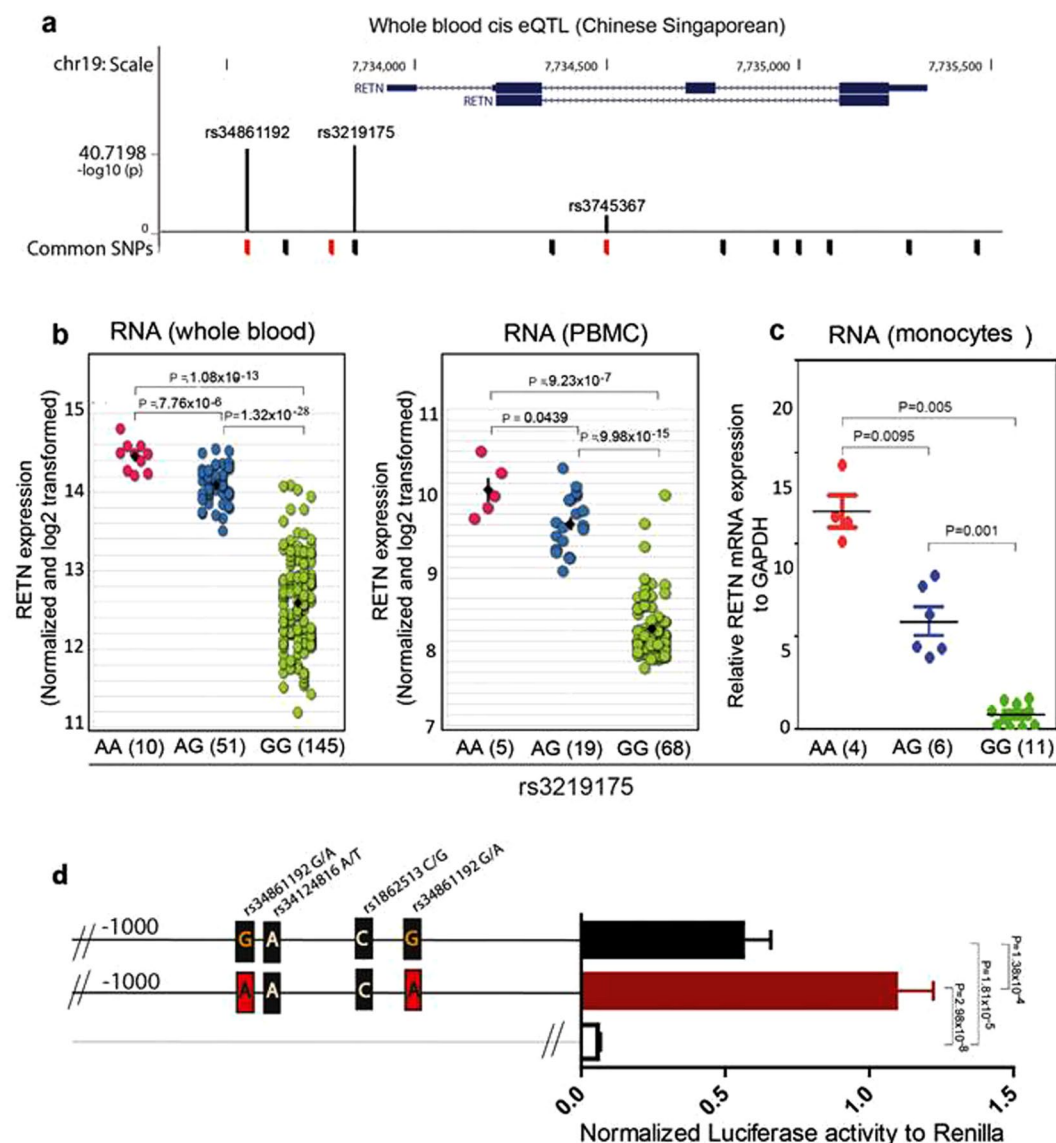 a
Whole blood cis eQTL (Chinese Singaporean)
chr19: Scale
7,734,000
7,734,500
7,735,000
7,735,500
RETN
RETN
rs34861192
rs3219175
40.7198
-log10 (p)
rs3745367
0
Common SNPs
b
RNA (whole blood)
RNA (PBMC)
c
RNA (monocytes )
RETN expression
(Normalized and log2 transformed)
15
14
13
12
11
P =.1.08x10-13
P =.7.76x10-6
P=1.32x10-28
AA (10)
AG (51)
GG (145)
RETN expression
(Normalized and log2 transformed)
11
10
9
8
7
P =.9.23x10-7
P = 0.0439
P =.9.98x10-15
AA (5)
AG (19)
GG (68)
Relative RETN mRNA expression
to GAPDH
20
15
10
5
0
P=0.005
P=0.0095
P=0.001
AA (4)
AG (6)
GG (11)
rs3219175
d
rs34861192 G/A
rs34124816 A/T
rs1862513 C/G
rs34861192 G/A
-1000
G
A
C
G
-1000
A
A
C
A
P=1.38x10-4
P=1.81x10-5
P=2.98x10-8
0.0
0.5
1.0
1.5
Normalized Luciferase activity to Renilla